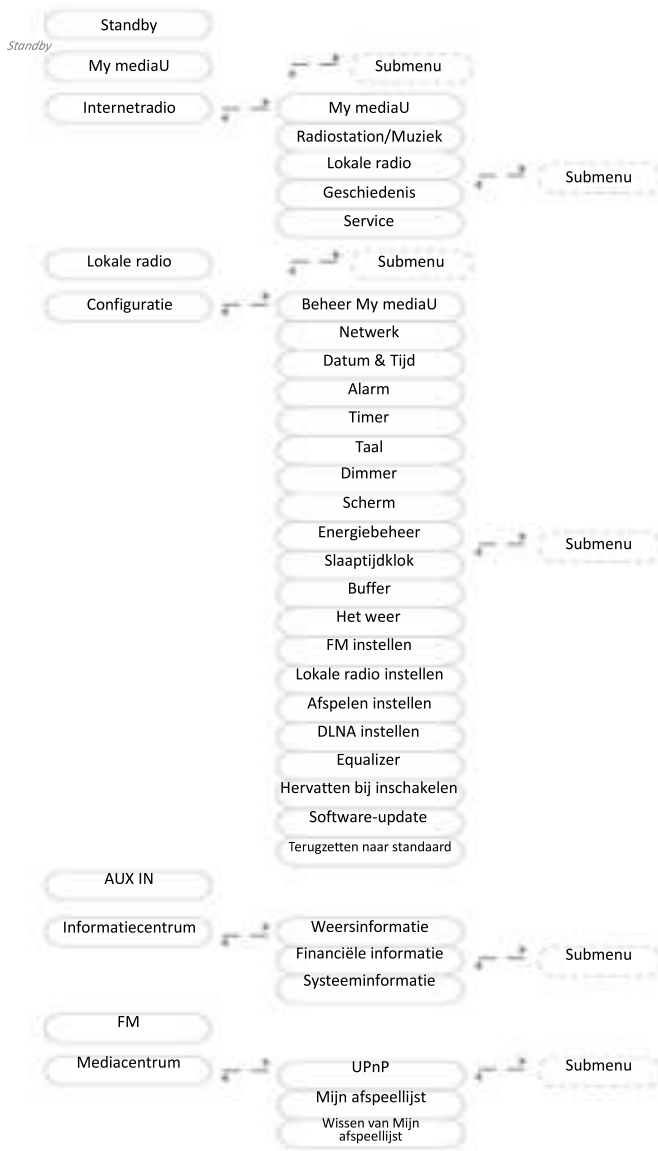 Standby
Standby
My mediaU
Submenu
Internetradio
My mediaU
Radiostation/Muziek
Lokale radio
Geschiedenis
Service
Submenu
Lokale radio
Submenu
Configuratie
Beheer My mediaU
Netwerk
Datum & Tijd
Alarm
Timer
Taal
Dimmer
Scherm
Energiebeheer
Slaaptijdklok
Buffer
Het weer
FM instellen
Lokale radio instellen
Afspelen instellen
DLNA instellen
Equalizer
Hervatten bij inschakelen
Software-update
Terugzetten naar standaard
Submenu
AUX IN
Informatiecentrum
Weersinformatie
Financiële informatie
Systeeminformatie
Submenu
FM
Mediacentrum
UPnP
Mijn afspeellijst
Wissen van Mijn
afspeellijst
Submenu